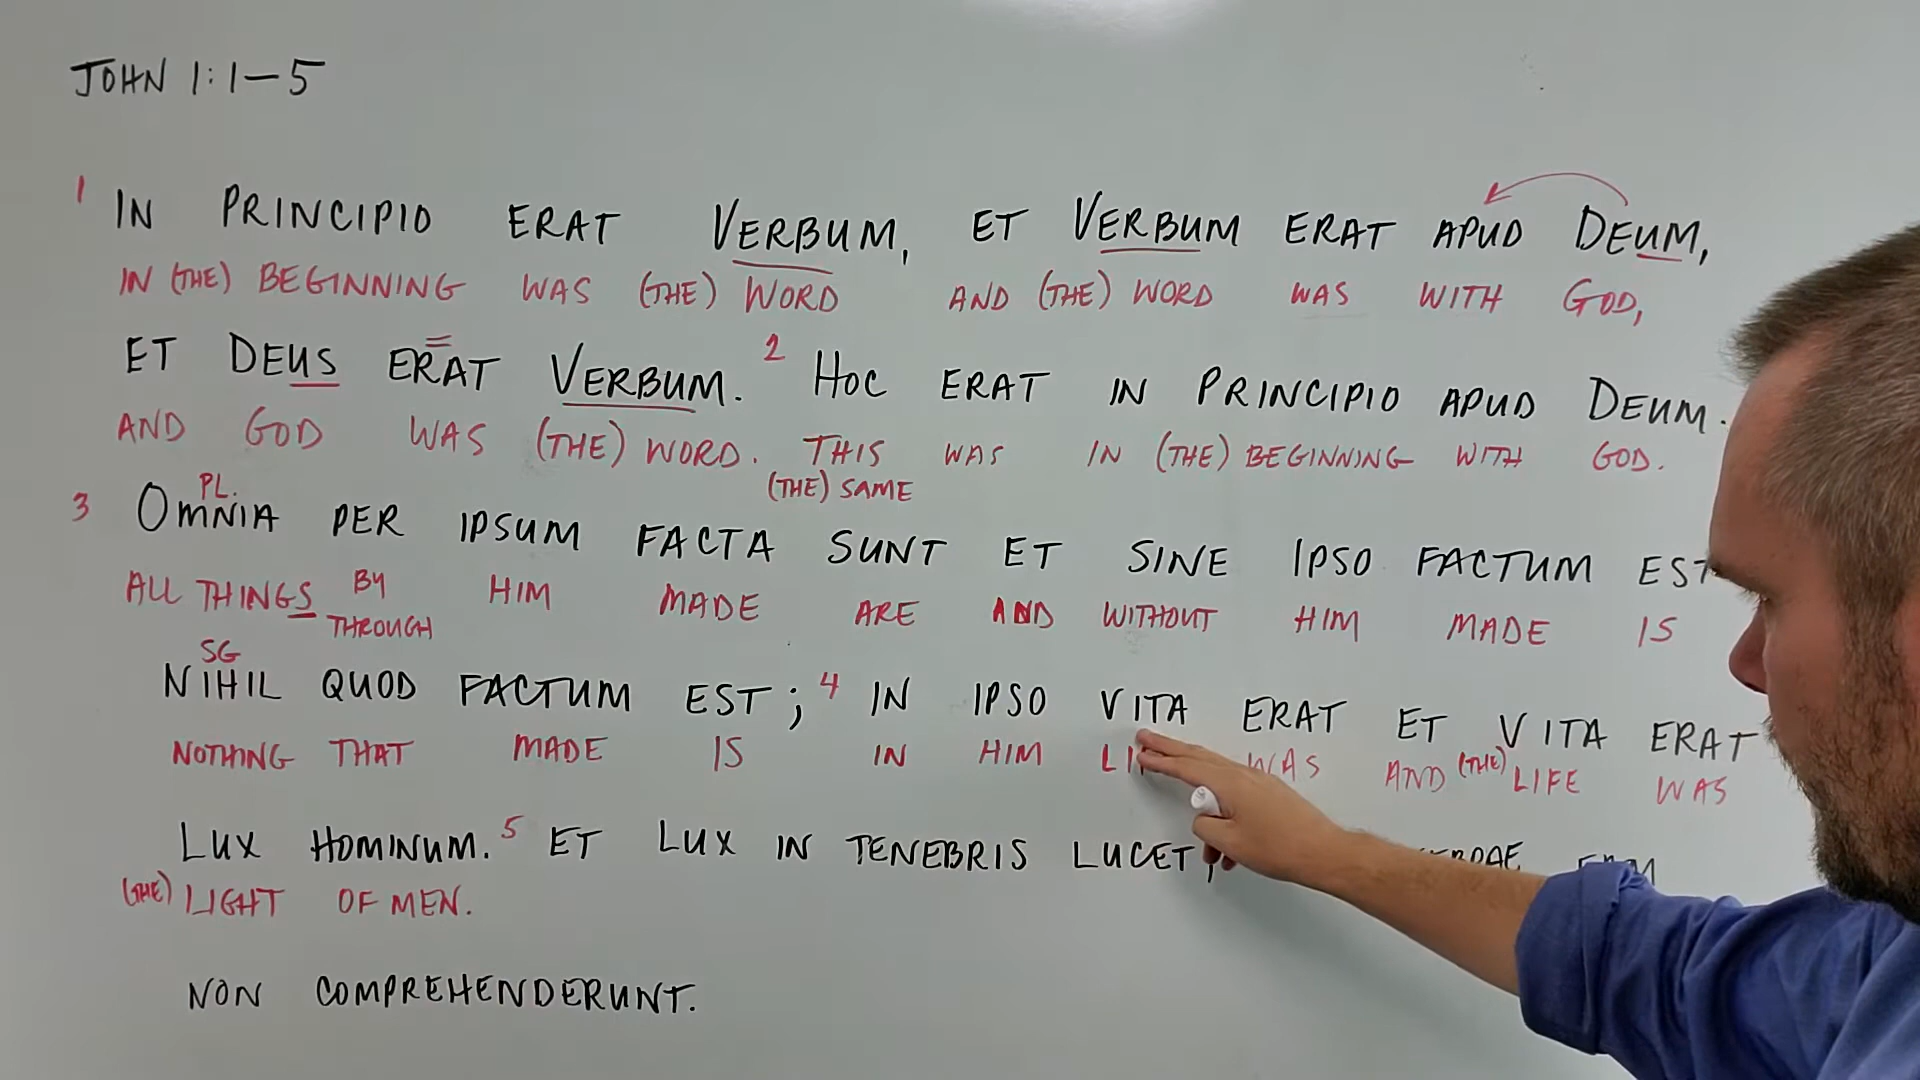 JOHN 1:1-5
1 IN PRINCIPIO ERAT VERBUM, ET VERBUM ERAT APUD DEUM,
IN (THE) BEGINNING WAS (THE) WORD AND (THE) WORD WAS WITH GOD,
ET DEUS ERAT VERBUM. 2 HOC ERAT IN PRINCIPIO APUD DEUM.
AND GOD WAS (THE) WORD. THIS WAS IN (THE) BEGINNING WITH GOD.
(THE) SAME
PL.
3 OMNIA PER IPSUM FACTA SUNT ET SINE IPSO FACTUM EST
ALL THINGS BY HIM MADE ARE AND WITHOUT HIM MADE IS
THROUGH
SG
NIHIL QUOD FACTUM EST; 4 IN IPSO VITA ERAT ET VITA ERAT
NOTHING THAT MADE IS IN HIM WAS AND (THE) LIFE WAS
LUX HOMINUM. 5 ET LUX IN TENEBRIS LUCET,
(THE) LIGHT OF MEN.
NON COMPREHENDERUNT.